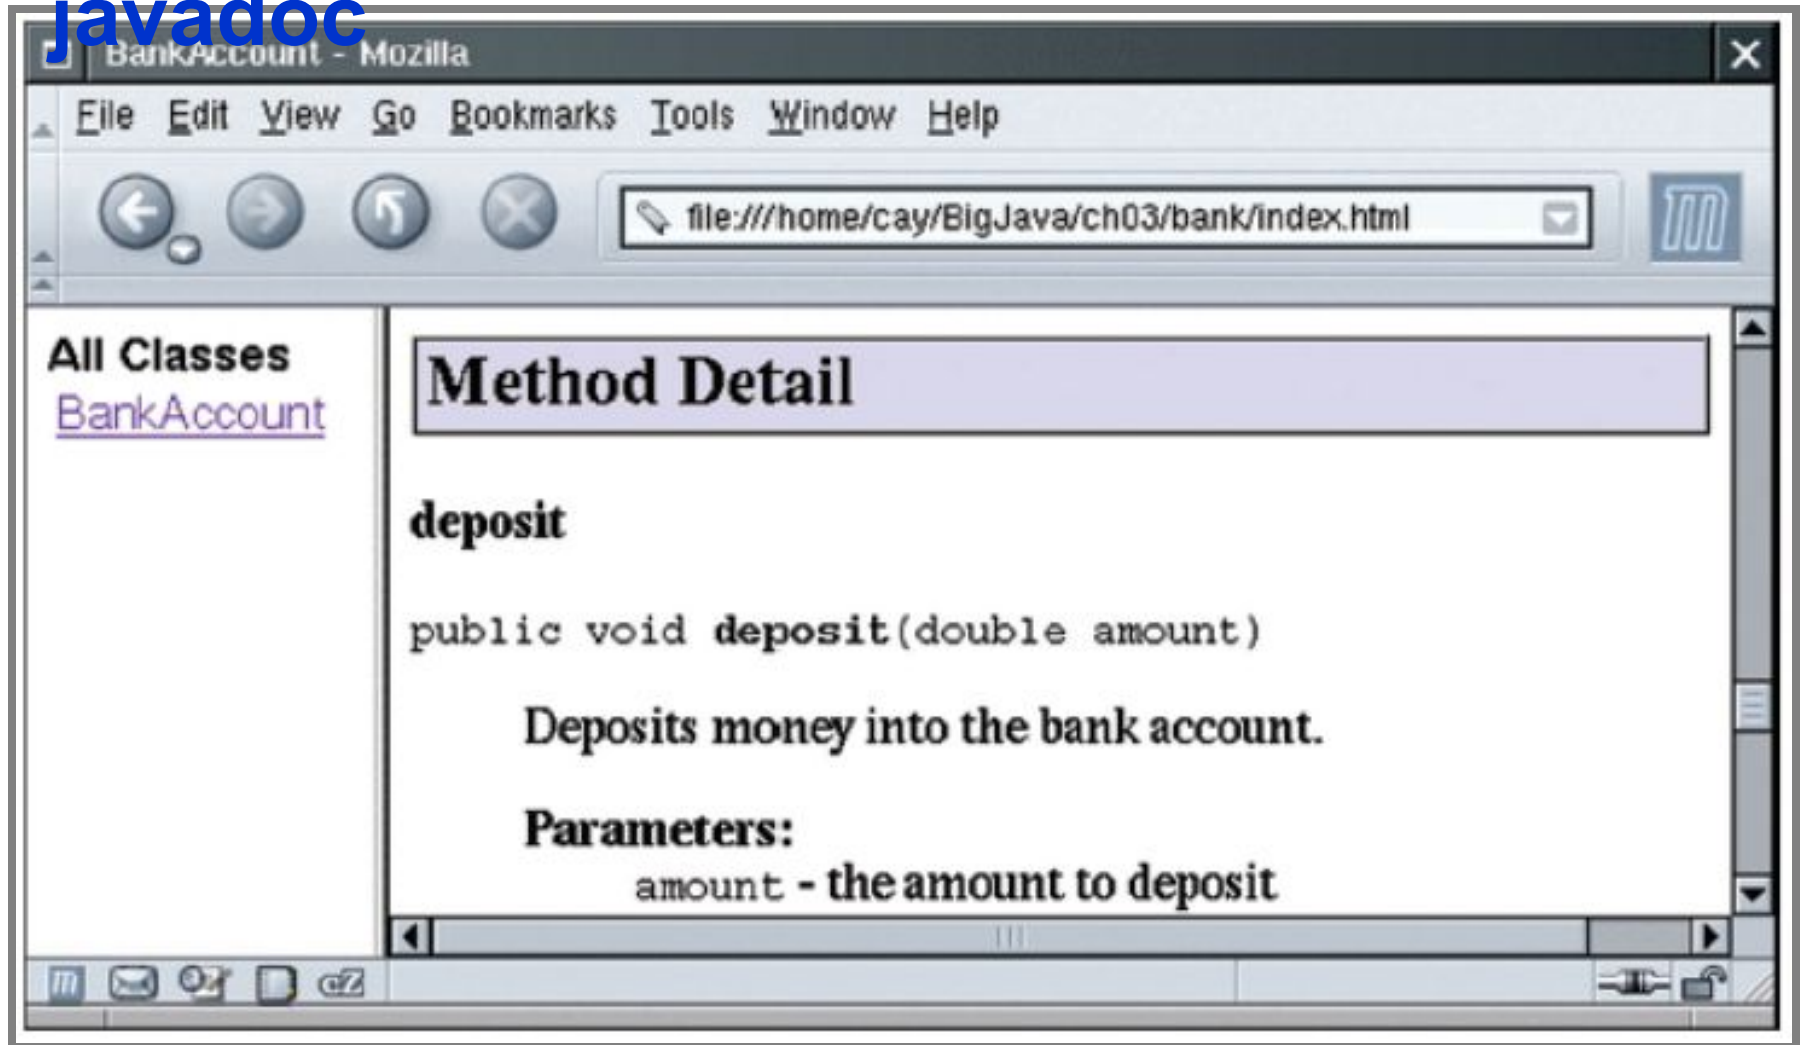 javadoc
BankAccount - Mozilla
File Edit View Go Bookmarks Tools Window Help
file:///home/cay/BigJava/ch03/bank/index.html
All Classes
BankAccount
Method Detail
deposit
public void deposit(double amount)
Deposits money into the bank account.
Parameters:
amount - the amount to deposit